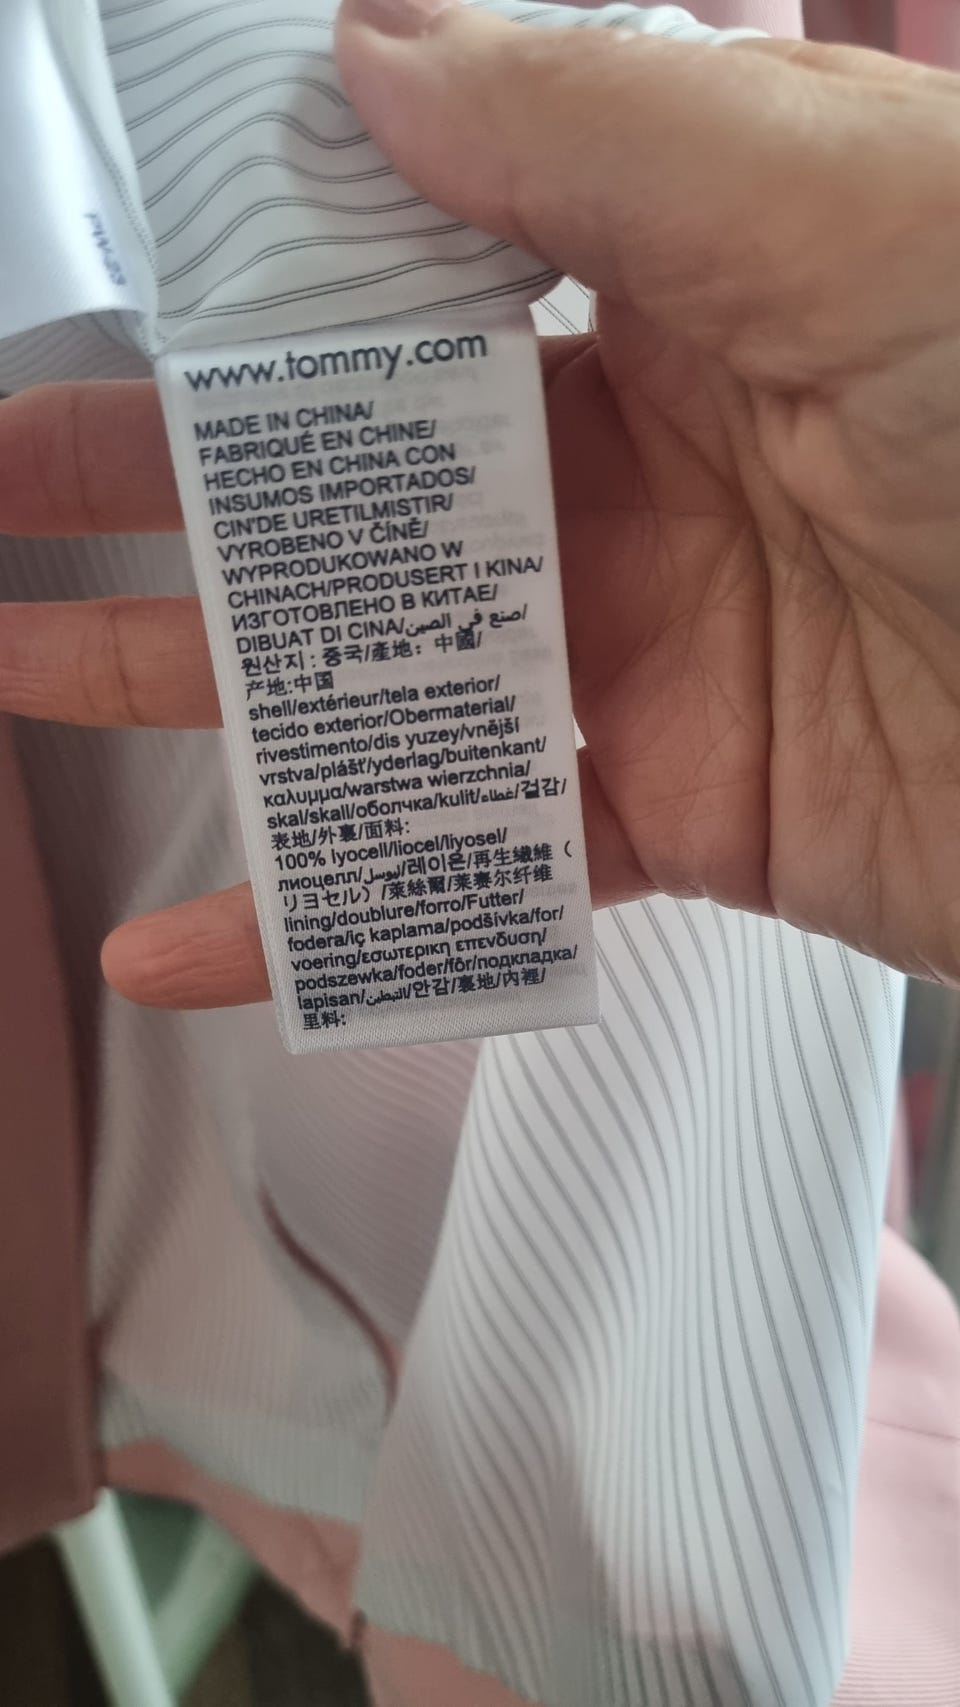 www.tommy.com
MADE IN CHINA/
FABRIQUÉ EN CHINE/
HECHO EN CHINA CON
INSUMOS IMPORTADOS/
CIN'DE URETILMISTIR/
VYROBENO V ČÍNĚ/
WYPRODUKOWANO W
CHINACH/PRODUSERT I KINA/
ИЗГОТОВЛЕНО В КИТАЕ/
DIBUAT DI CINA/صنع في الصين/
원산지 : 중국/產地: 中國/
产地:中国
shell/extérieur/tela exterior/
tecido exterior/Obermaterial/
rivestimento/dis yuzey/vnější
vrstva/plášť/yderlag/buitenkant/
καλυμμα/warstwa wierzchnia/
skal/skall/оболчка/kulit/غطاء/겉감/
表地/外裏/面料:
100% lyocell/liocel/liyosel/
лиоцелл/ليوسل/레이온/再生繊維 (
リヨセル) /萊絲爾/莱赛尔纤维
lining/doublure/forro/Futter/
fodera/iç kaplama/podšívka/for/
voering/εσωτερικη επενδυση/
podszewka/foder/fôr/подкладка/
lapisan/التبطين/안감/裏地/內裡/
里料: